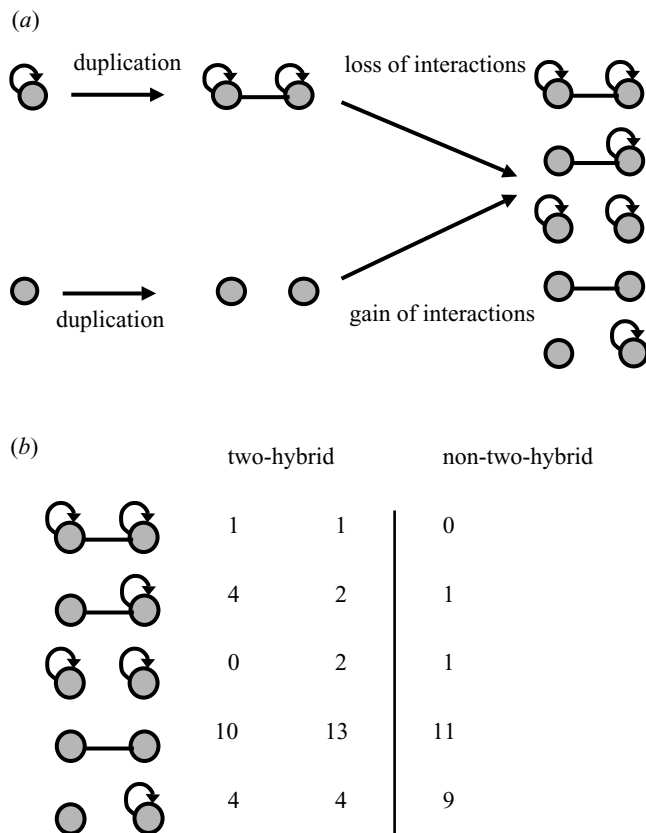 (a)
duplication
loss of interactions
duplication
gain of interactions
(b)
two-hybrid non-two-hybrid
1 1 0
4 2 1
0 2 1
10 13 11
4 4 9